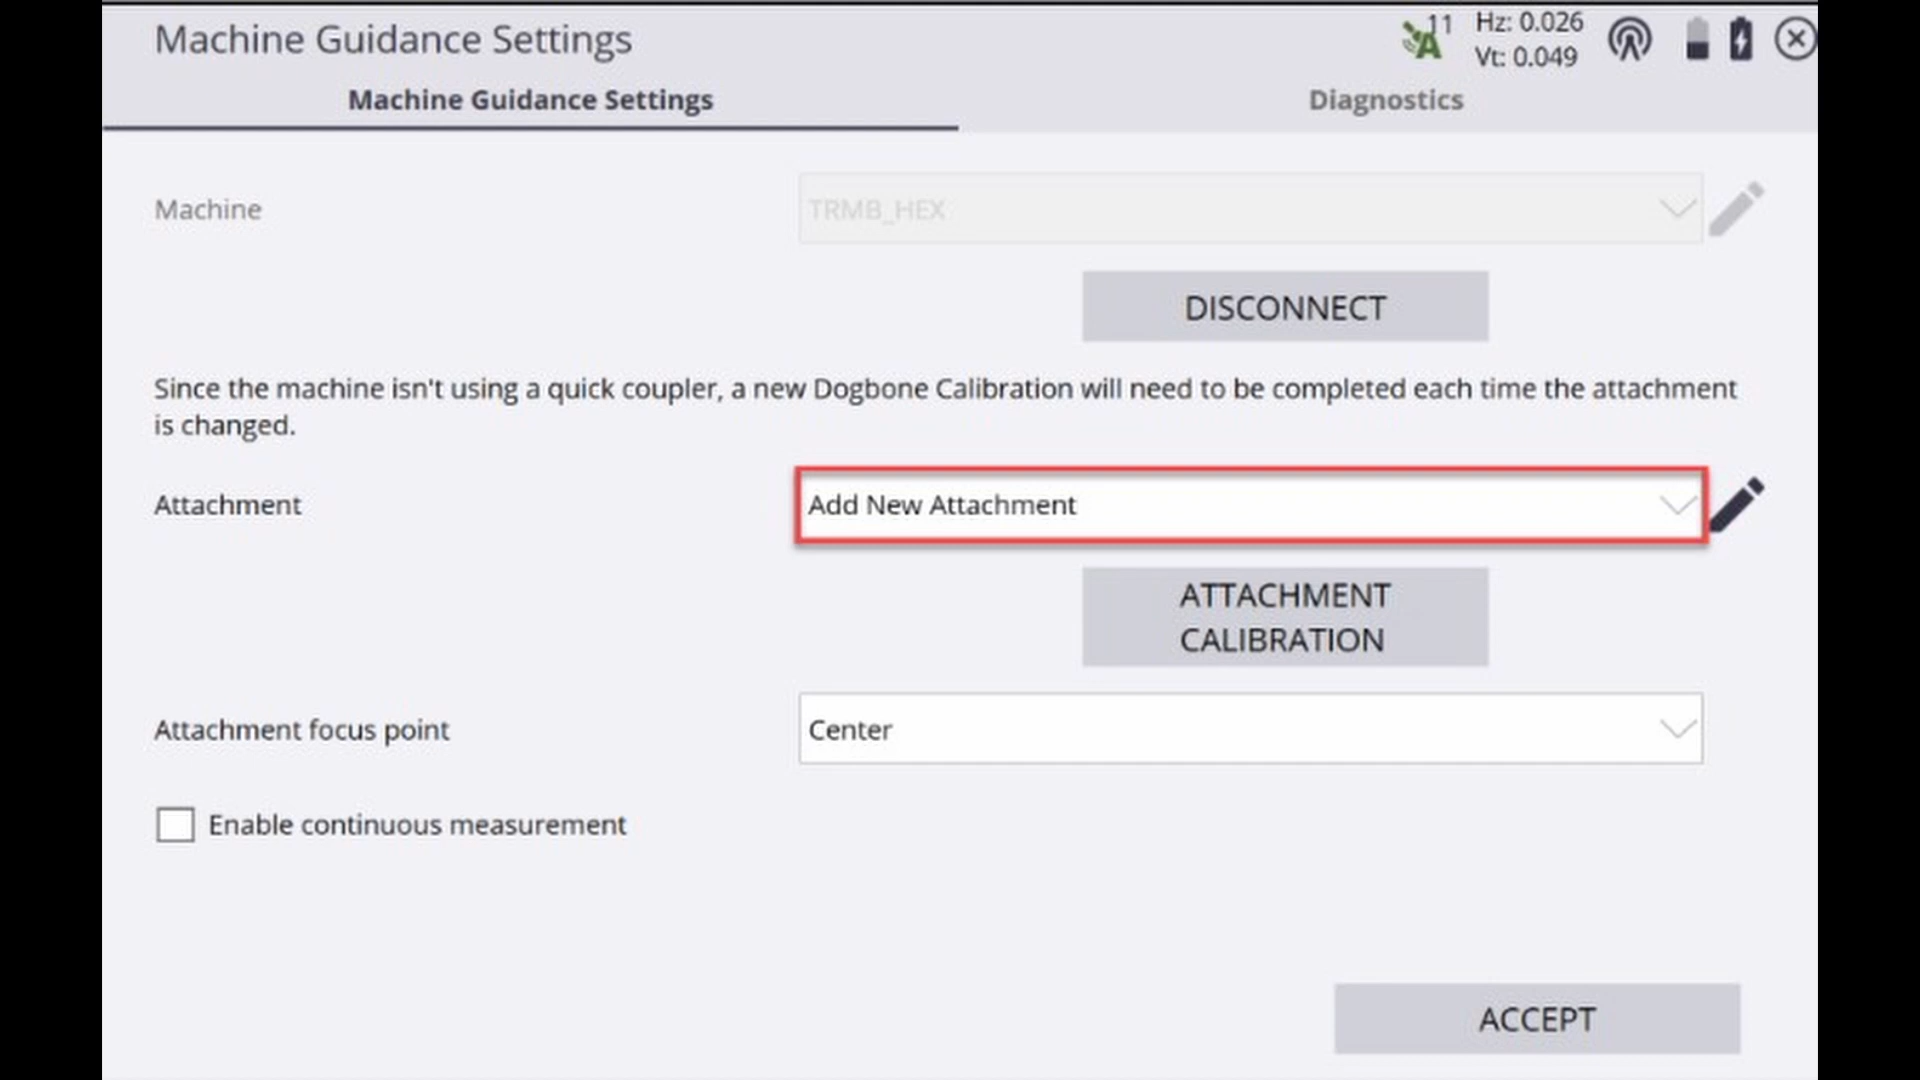 Machine Guidance Settings
11
Hz: 0.026
Vt: 0.049
Machine Guidance Settings
Diagnostics
Machine
TRMB_HEX
DISCONNECT
Since the machine isn't using a quick coupler, a new Dogbone Calibration will need to be completed each time the attachment
is changed.
Attachment
Add New Attachment
ATTACHMENT
CALIBRATION
Attachment focus point
Center
Enable continuous measurement
ACCEPT